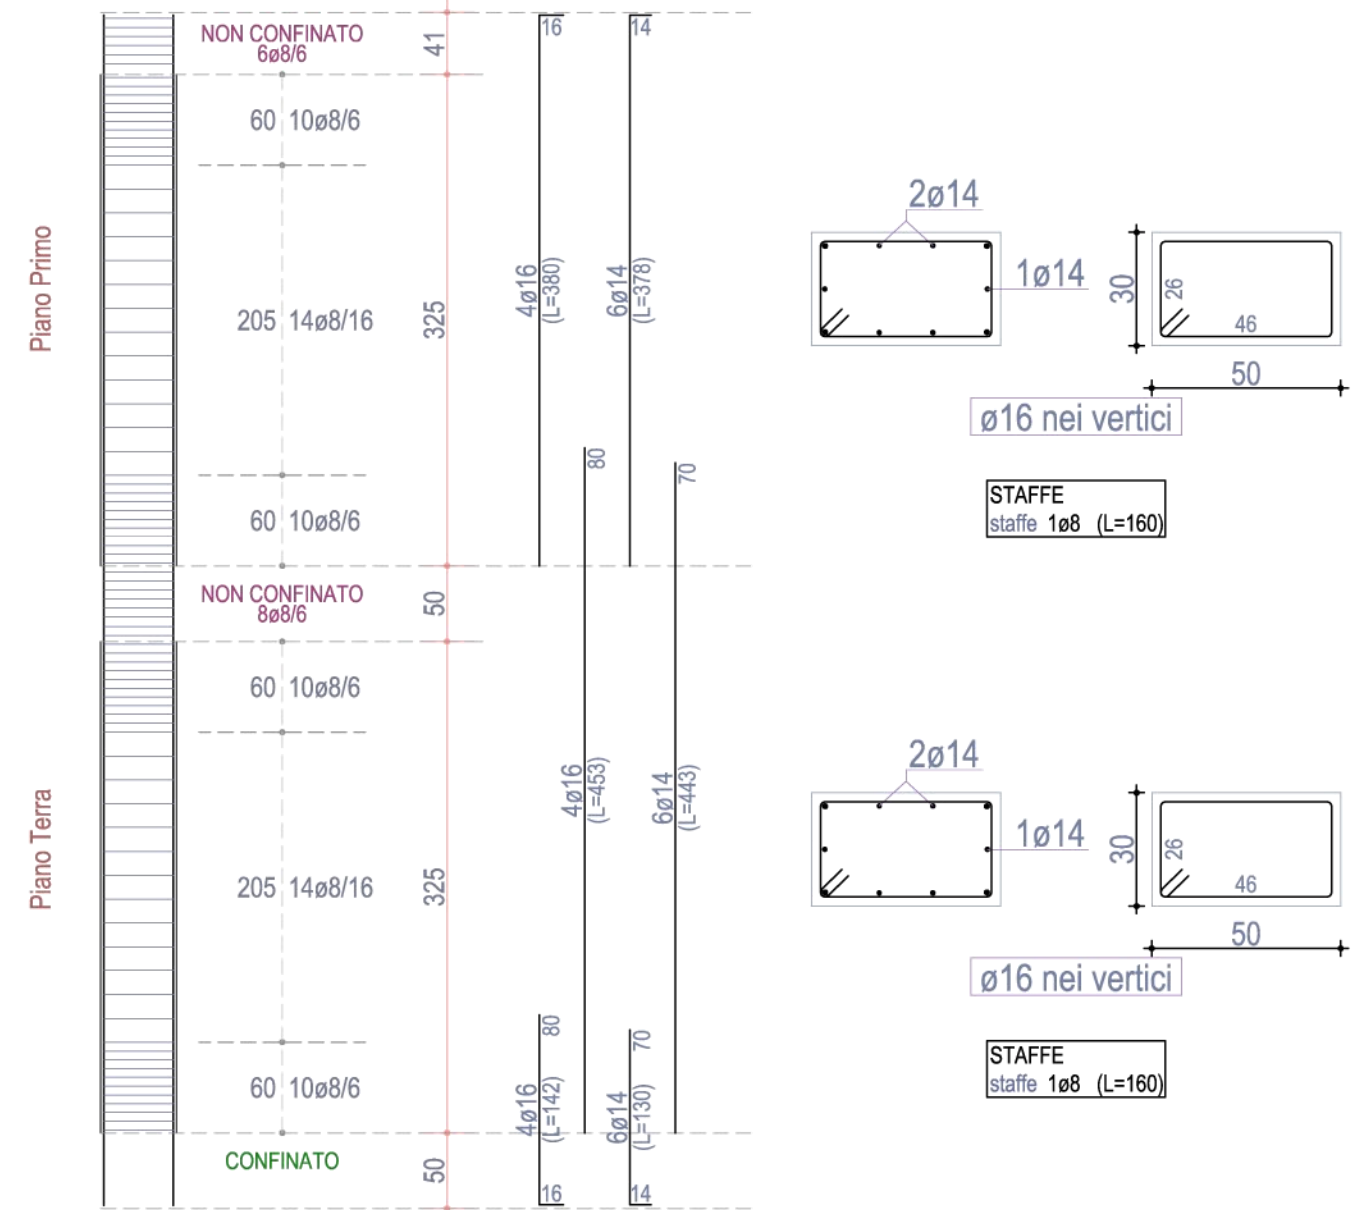 NON CONFINATO
6ø8/6
41
16
14
60 10ø8/6
Piano Primo
205 14ø8/16
325
4ø16
(L=380)
6ø14
(L=378)
2ø14
1ø14
30
26
46
50
ø16 nei vertici
80
70
STAFFE
staffe 1ø8 (L=160)
60 10ø8/6
NON CONFINATO
8ø8/6
50
60 10ø8/6
Piano Terra
205 14ø8/16
325
4ø16
(L=453)
6ø14
(L=443)
2ø14
1ø14
30
26
46
50
ø16 nei vertici
80
70
STAFFE
staffe 1ø8 (L=160)
60 10ø8/6
4ø16
(L=142)
6ø14
(L=130)
CONFINATO
50
16
14